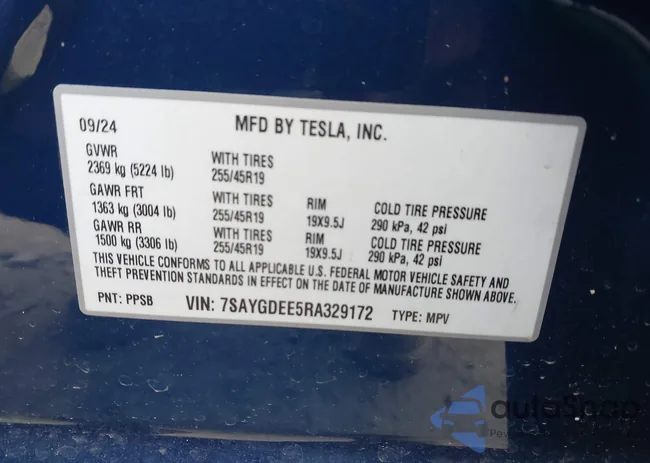 09/24 MFD BY TESLA, INC.
GVWR WITH TIRES
2369 kg (5224 lb) 255/45R19
GAWR FRT WITH TIRES RIM COLD TIRE PRESSURE
1363 kg (3004 lb) 255/45R19 19X9.5J 290 kPa, 42 psi
GAWR RR WITH TIRES RIM COLD TIRE PRESSURE
1500 kg (3306 lb) 255/45R19 19X9.5J 290 kPa, 42 psi
THIS VEHICLE CONFORMS TO ALL APPLICABLE U.S. FEDERAL MOTOR VEHICLE SAFETY AND
THEFT PREVENTION STANDARDS IN EFFECT ON THE DATE OF MANUFACTURE SHOWN ABOVE.
PNT: PPSB VIN: 7SAYGDEE5RA329172 TYPE: MPV
autoShop